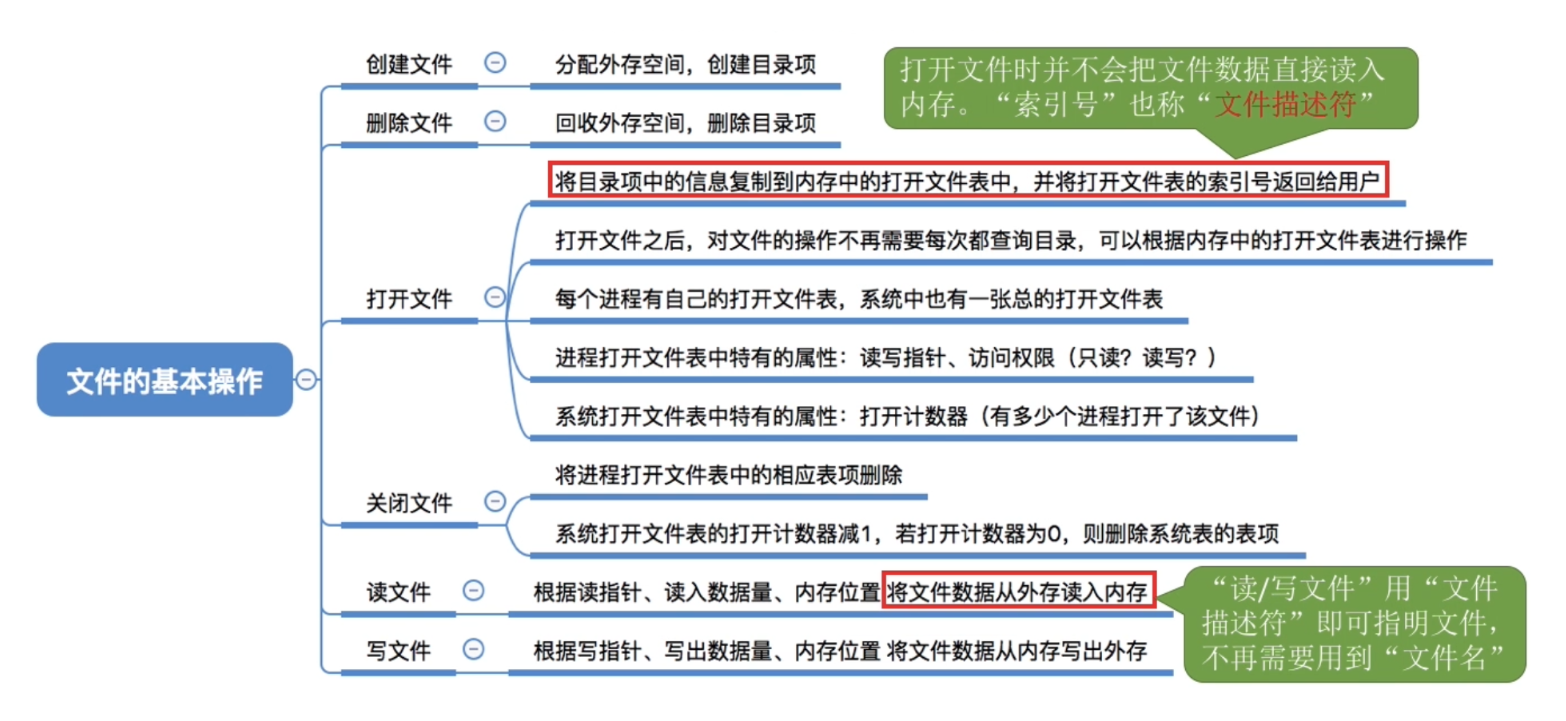 文件的基本操作
创建文件
分配外存空间，创建目录项
删除文件
回收外存空间，删除目录项
打开文件
将目录项中的信息复制到内存中的打开文件表中，并将打开文件表的索引号返回给用户
打开文件时并不会把文件数据直接读入
内存。“索引号”也称“文件描述符”
打开文件之后，对文件的操作不再需要每次都查询目录，可以根据内存中的打开文件表进行操作
每个进程有自己的打开文件表，系统中也有一张总的打开文件表
进程打开文件表中特有的属性：读写指针、访问权限（只读？读写？）
系统打开文件表中特有的属性：打开计数器（有多少个进程打开了该文件）
关闭文件
将进程打开文件表中的相应表项删除
系统打开文件表的打开计数器减1，若打开计数器为0，则删除系统表的表项
读文件
根据读指针、读入数据量、内存位置 将文件数据从外存读入内存
“读/写文件”用“文件
描述符”即可指明文件，
不再需要用到“文件名”
写文件
根据写指针、写出数据量、内存位置 将文件数据从内存写出外存